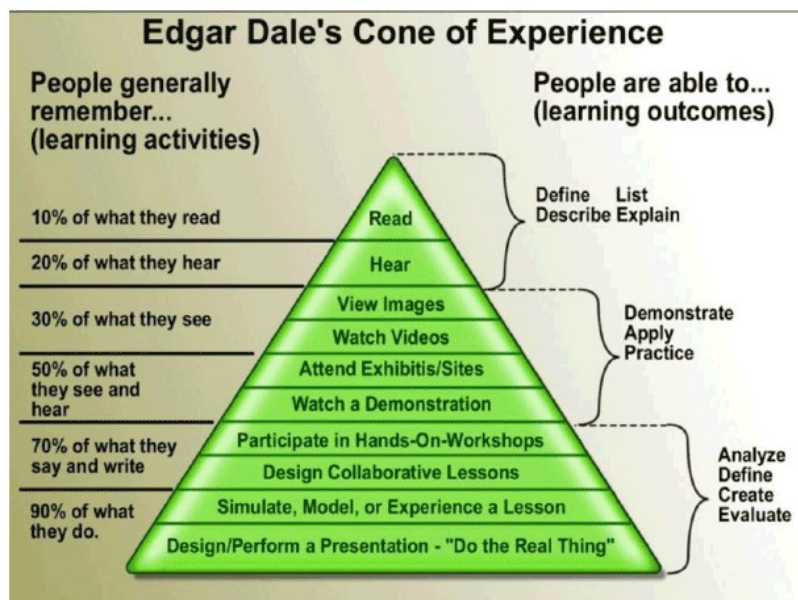 Edgar Dale's Cone of Experience
People generally
remember...
(learning activities)
People are able to...
(learning outcomes)
10% of what they read
20% of what they hear
30% of what they see
50% of what
they see and
hear
70% of what they
say and write
90% of what
they do.
Read
Hear
View Images
Watch Videos
Attend Exhibitis/Sites
Watch a Demonstration
Participate in Hands-On-Workshops
Design Collaborative Lessons
Simulate, Model, or Experience a Lesson
Design/Perform a Presentation - "Do the Real Thing"
Define List
Describe Explain
Demonstrate
Apply
Practice
Analyze
Define
Create
Evaluate